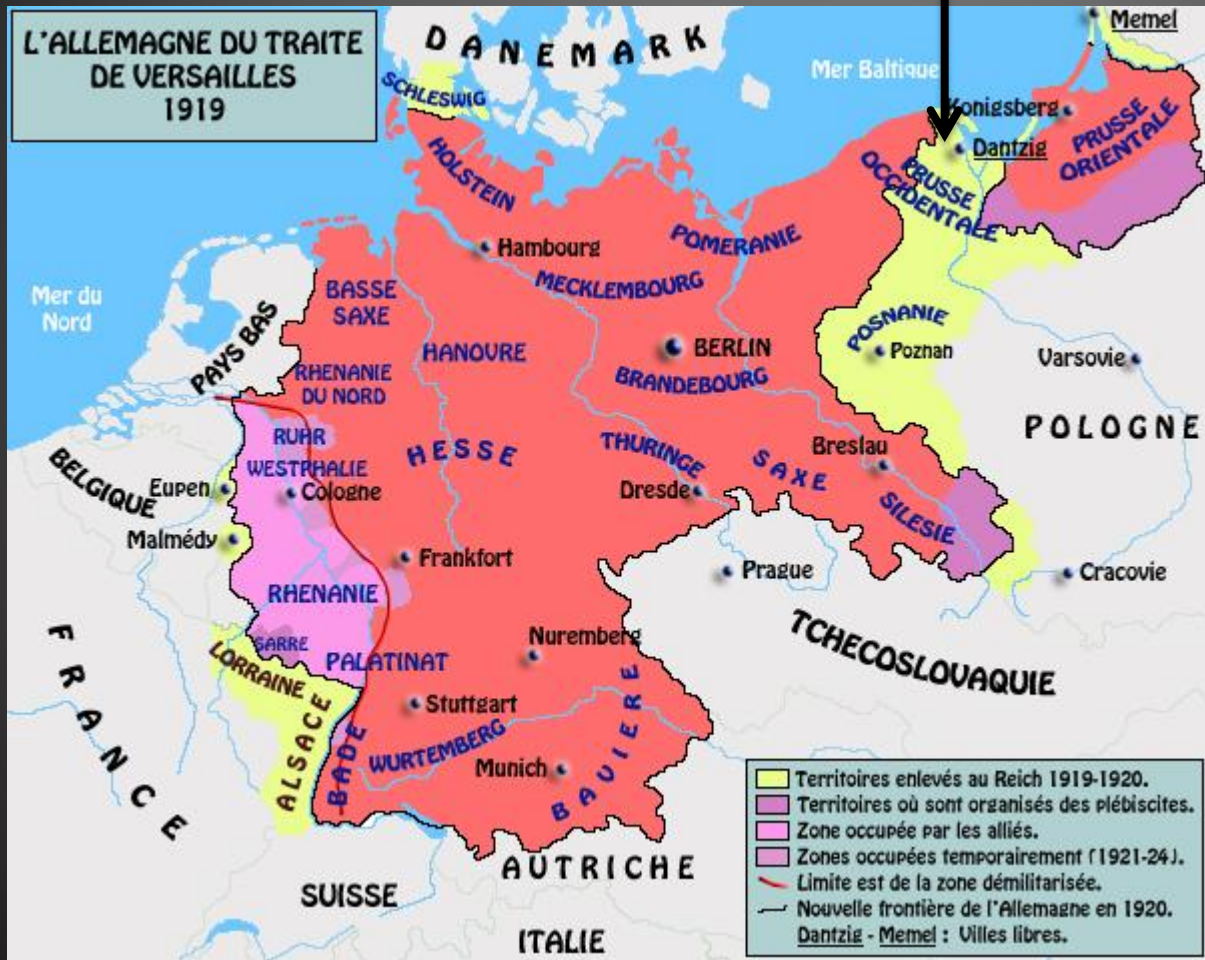 L'ALLEMAGNE DU TRAITE
DE VERSAILLES
1919
DANEMARK
Mer Baltique
Memel
SCHLESWIG
Konigsberg
Dantzig
PRUSSE
ORIENTALE
PRUSSE
OCCIDENTALE
HOLSTEIN
Hambourg
POMERANIE
MECKLEMBOURG
Mer du
Nord
BASSE
SAXE
PAYS BAS
HANOVRE
BERLIN
BRANDEBOURG
POSNANIE
Poznan
Varsovie
RHENANIE
DU NORD
POLOGNE
RUHR
WESTPHALIE
Cologne
HESSE
THURINGE
SAXE
Breslau
Dresde
SILESIE
BELGIQUE
Eupen
Malmédy
Frankfort
Prague
Cracovie
RHENANIE
SARRE
PALATINAT
Nuremberg
TCHECOSLOVAQUIE
FRANCE
LORRAINE
ALSACE
BADE
Stuttgart
WURTEMBERG
Munich
BAVIERE
AUTRICHE
SUISSE
ITALIE
Territoires enlevés au Reich 1919-1920.
Territoires où sont organisés des plébiscites.
Zone occupée par les alliés.
Zones occupées temporairement (1921-24).
Limite est de la zone démilitarisée.
Nouvelle frontière de l'Allemagne en 1920.
Dantzig - Memel : Villes libres.